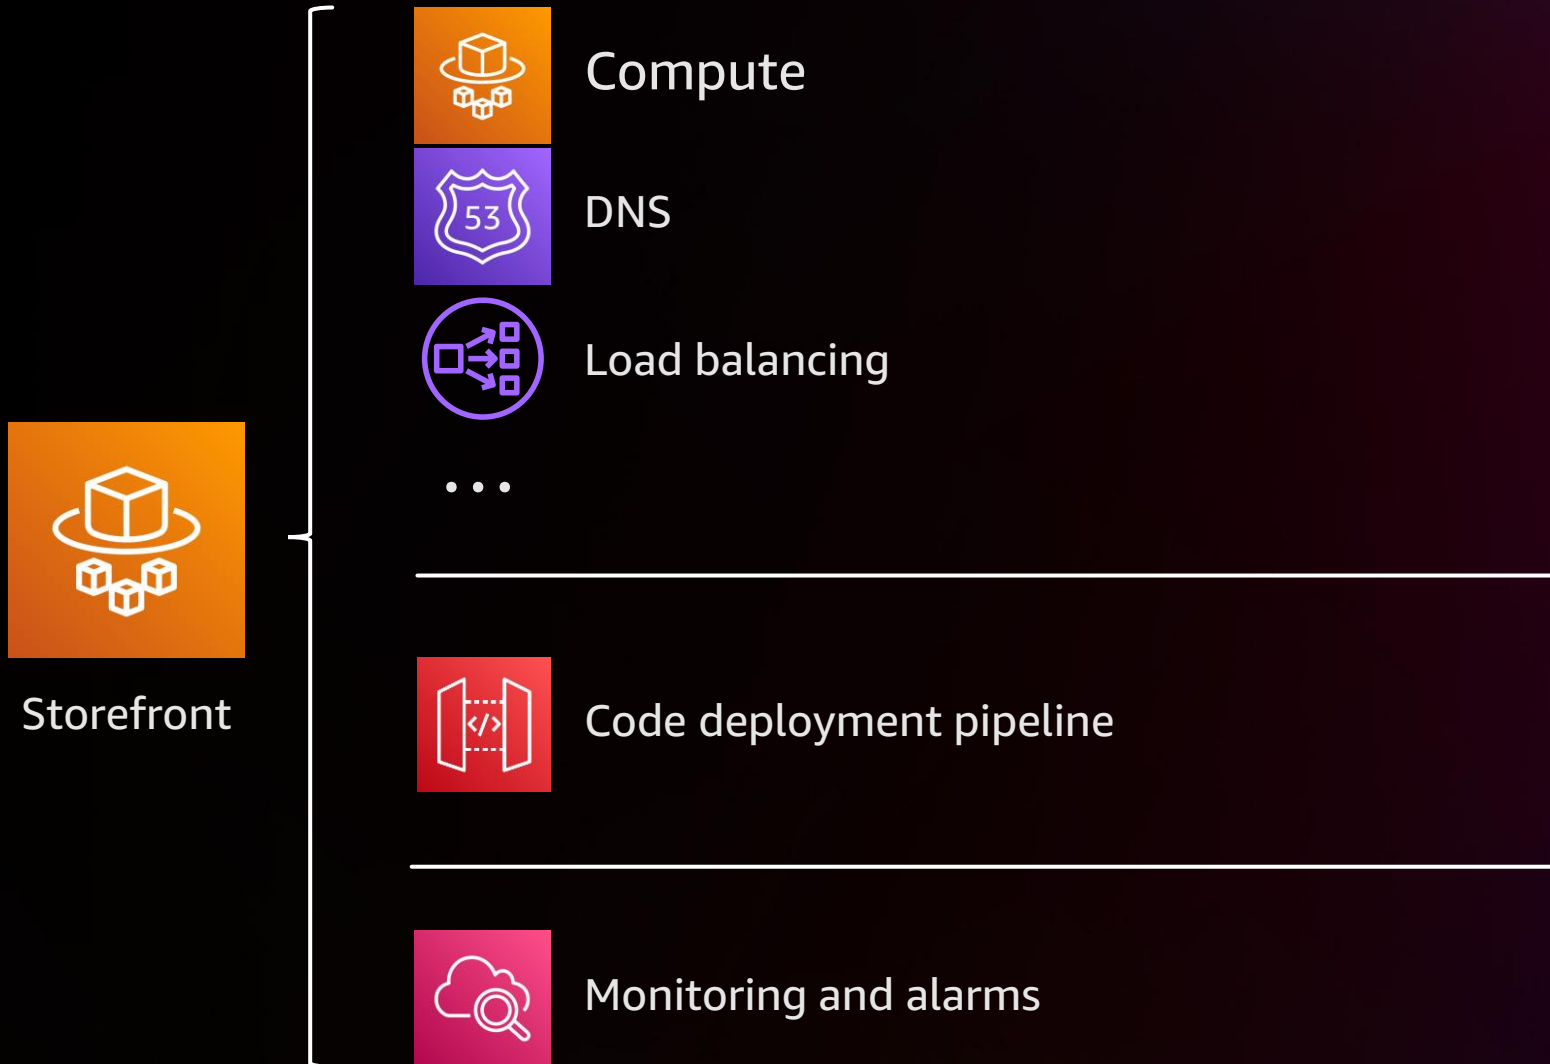 Compute
53
DNS
Load balancing
...
Storefront
</>
Code deployment pipeline
Monitoring and alarms